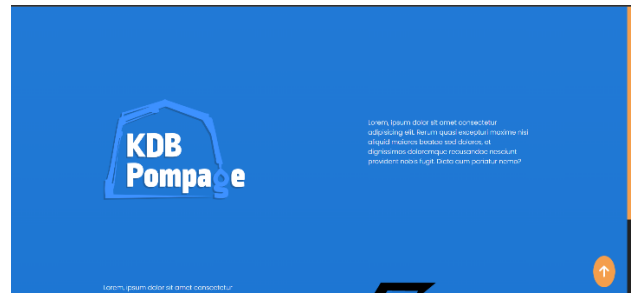 KDB
Pompage
Lorem, ipsum dolor sit amet consectetur
adipisicing elit. Rerum quasi excepturi maxime nisi
aliquid maiores beatae sed dolores, et
dignissimos doloremque recusandae nesciunt
provident nobis fugit. Dicta cum pariatur nemo?
Lorem, ipsum dolor sit amet consectetur